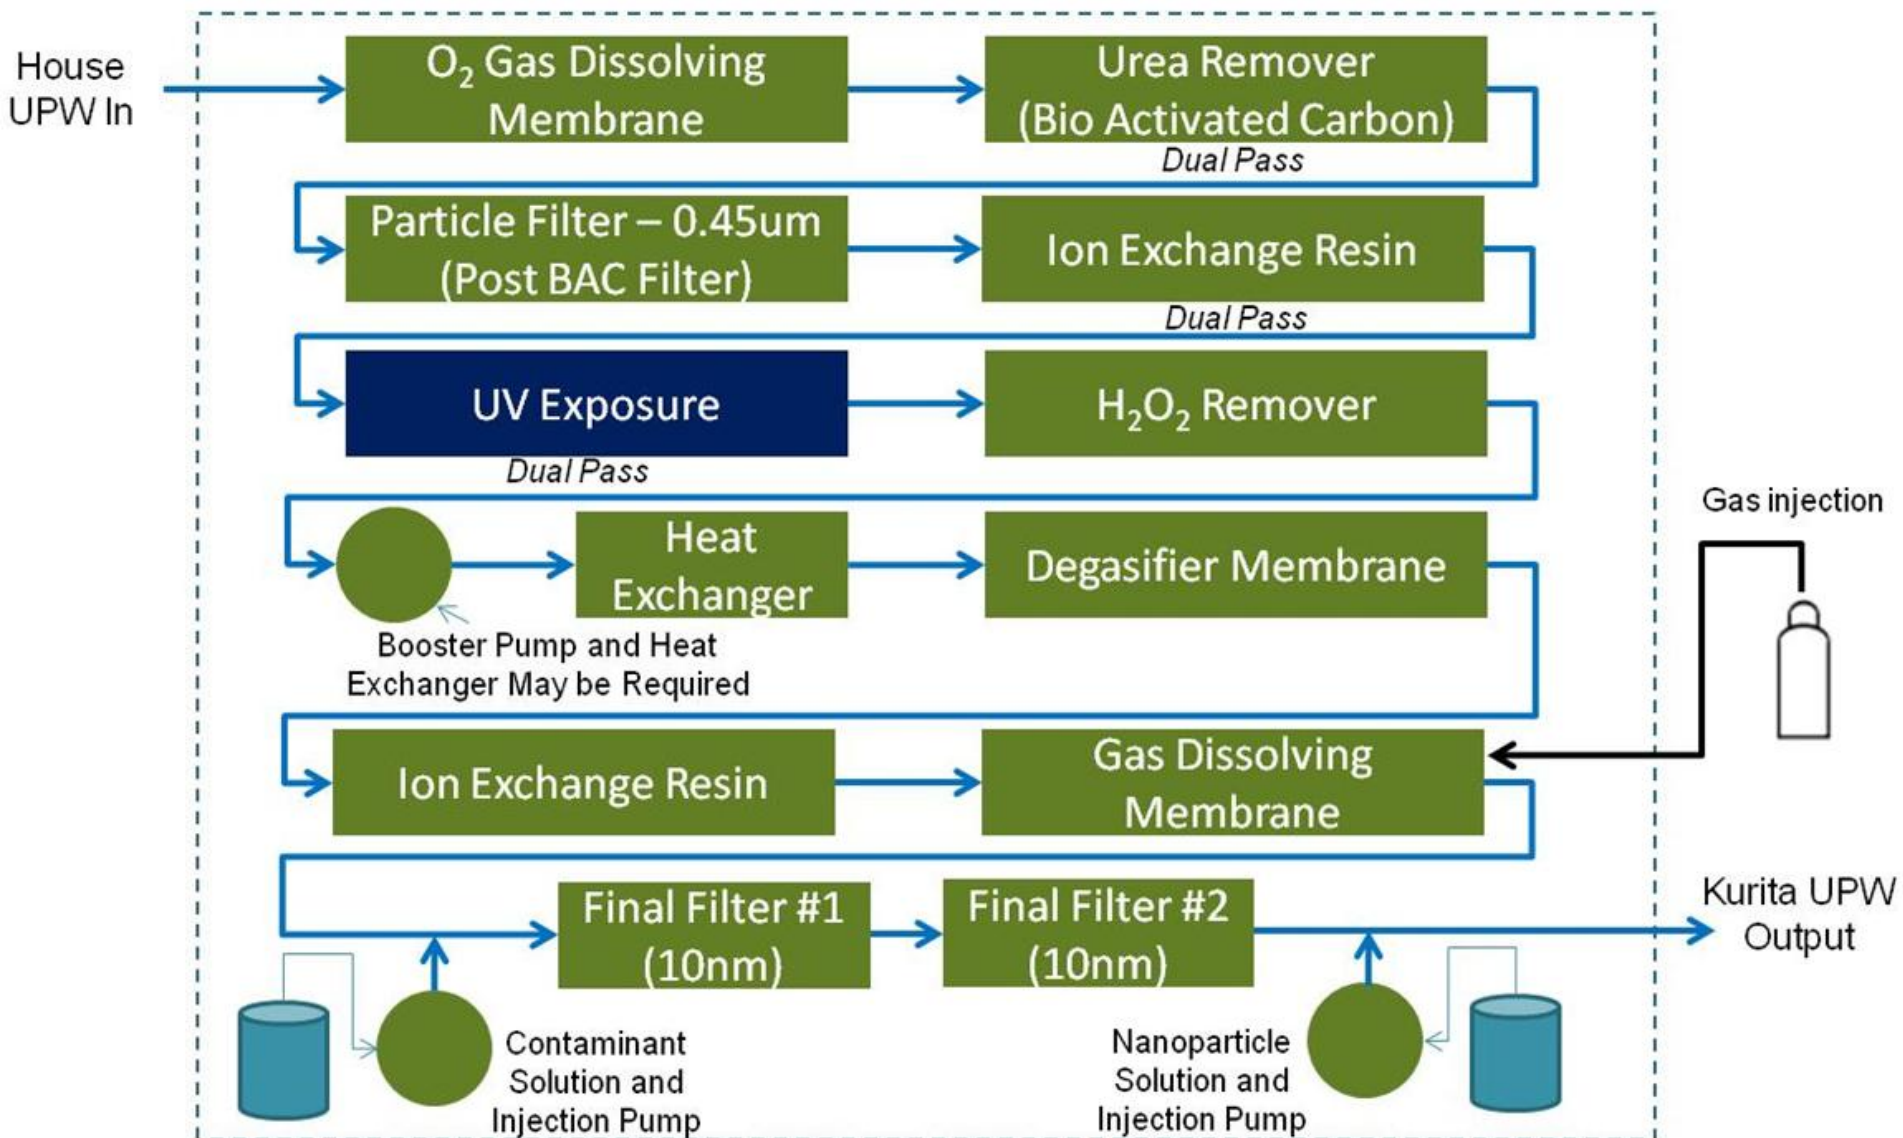 House
UPW In
O₂ Gas Dissolving
Membrane
Urea Remover
(Bio Activated Carbon)
Dual Pass
Particle Filter – 0.45um
(Post BAC Filter)
Ion Exchange Resin
Dual Pass
UV Exposure
Dual Pass
H₂O₂ Remover
Heat
Exchanger
Degasifier Membrane
Booster Pump and Heat
Exchanger May be Required
Gas injection
Ion Exchange Resin
Gas Dissolving
Membrane
Final Filter #1
(10nm)
Final Filter #2
(10nm)
Kurita UPW
Output
Contaminant
Solution and
Injection Pump
Nanoparticle
Solution and
Injection Pump